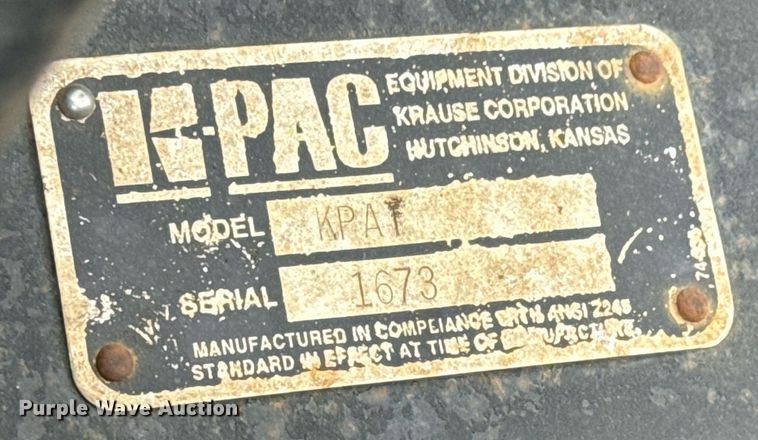 K-PAC
EQUIPMENT DIVISION OF
KRAUSE CORPORATION
HUTCHINSON, KANSAS
MODEL KPAT
SERIAL 1673
MANUFACTURED IN COMPLIANCE WITH ANSI Z245
STANDARD IN EFFECT AT TIME OF MANUFACTURE
Purple Wave Auction